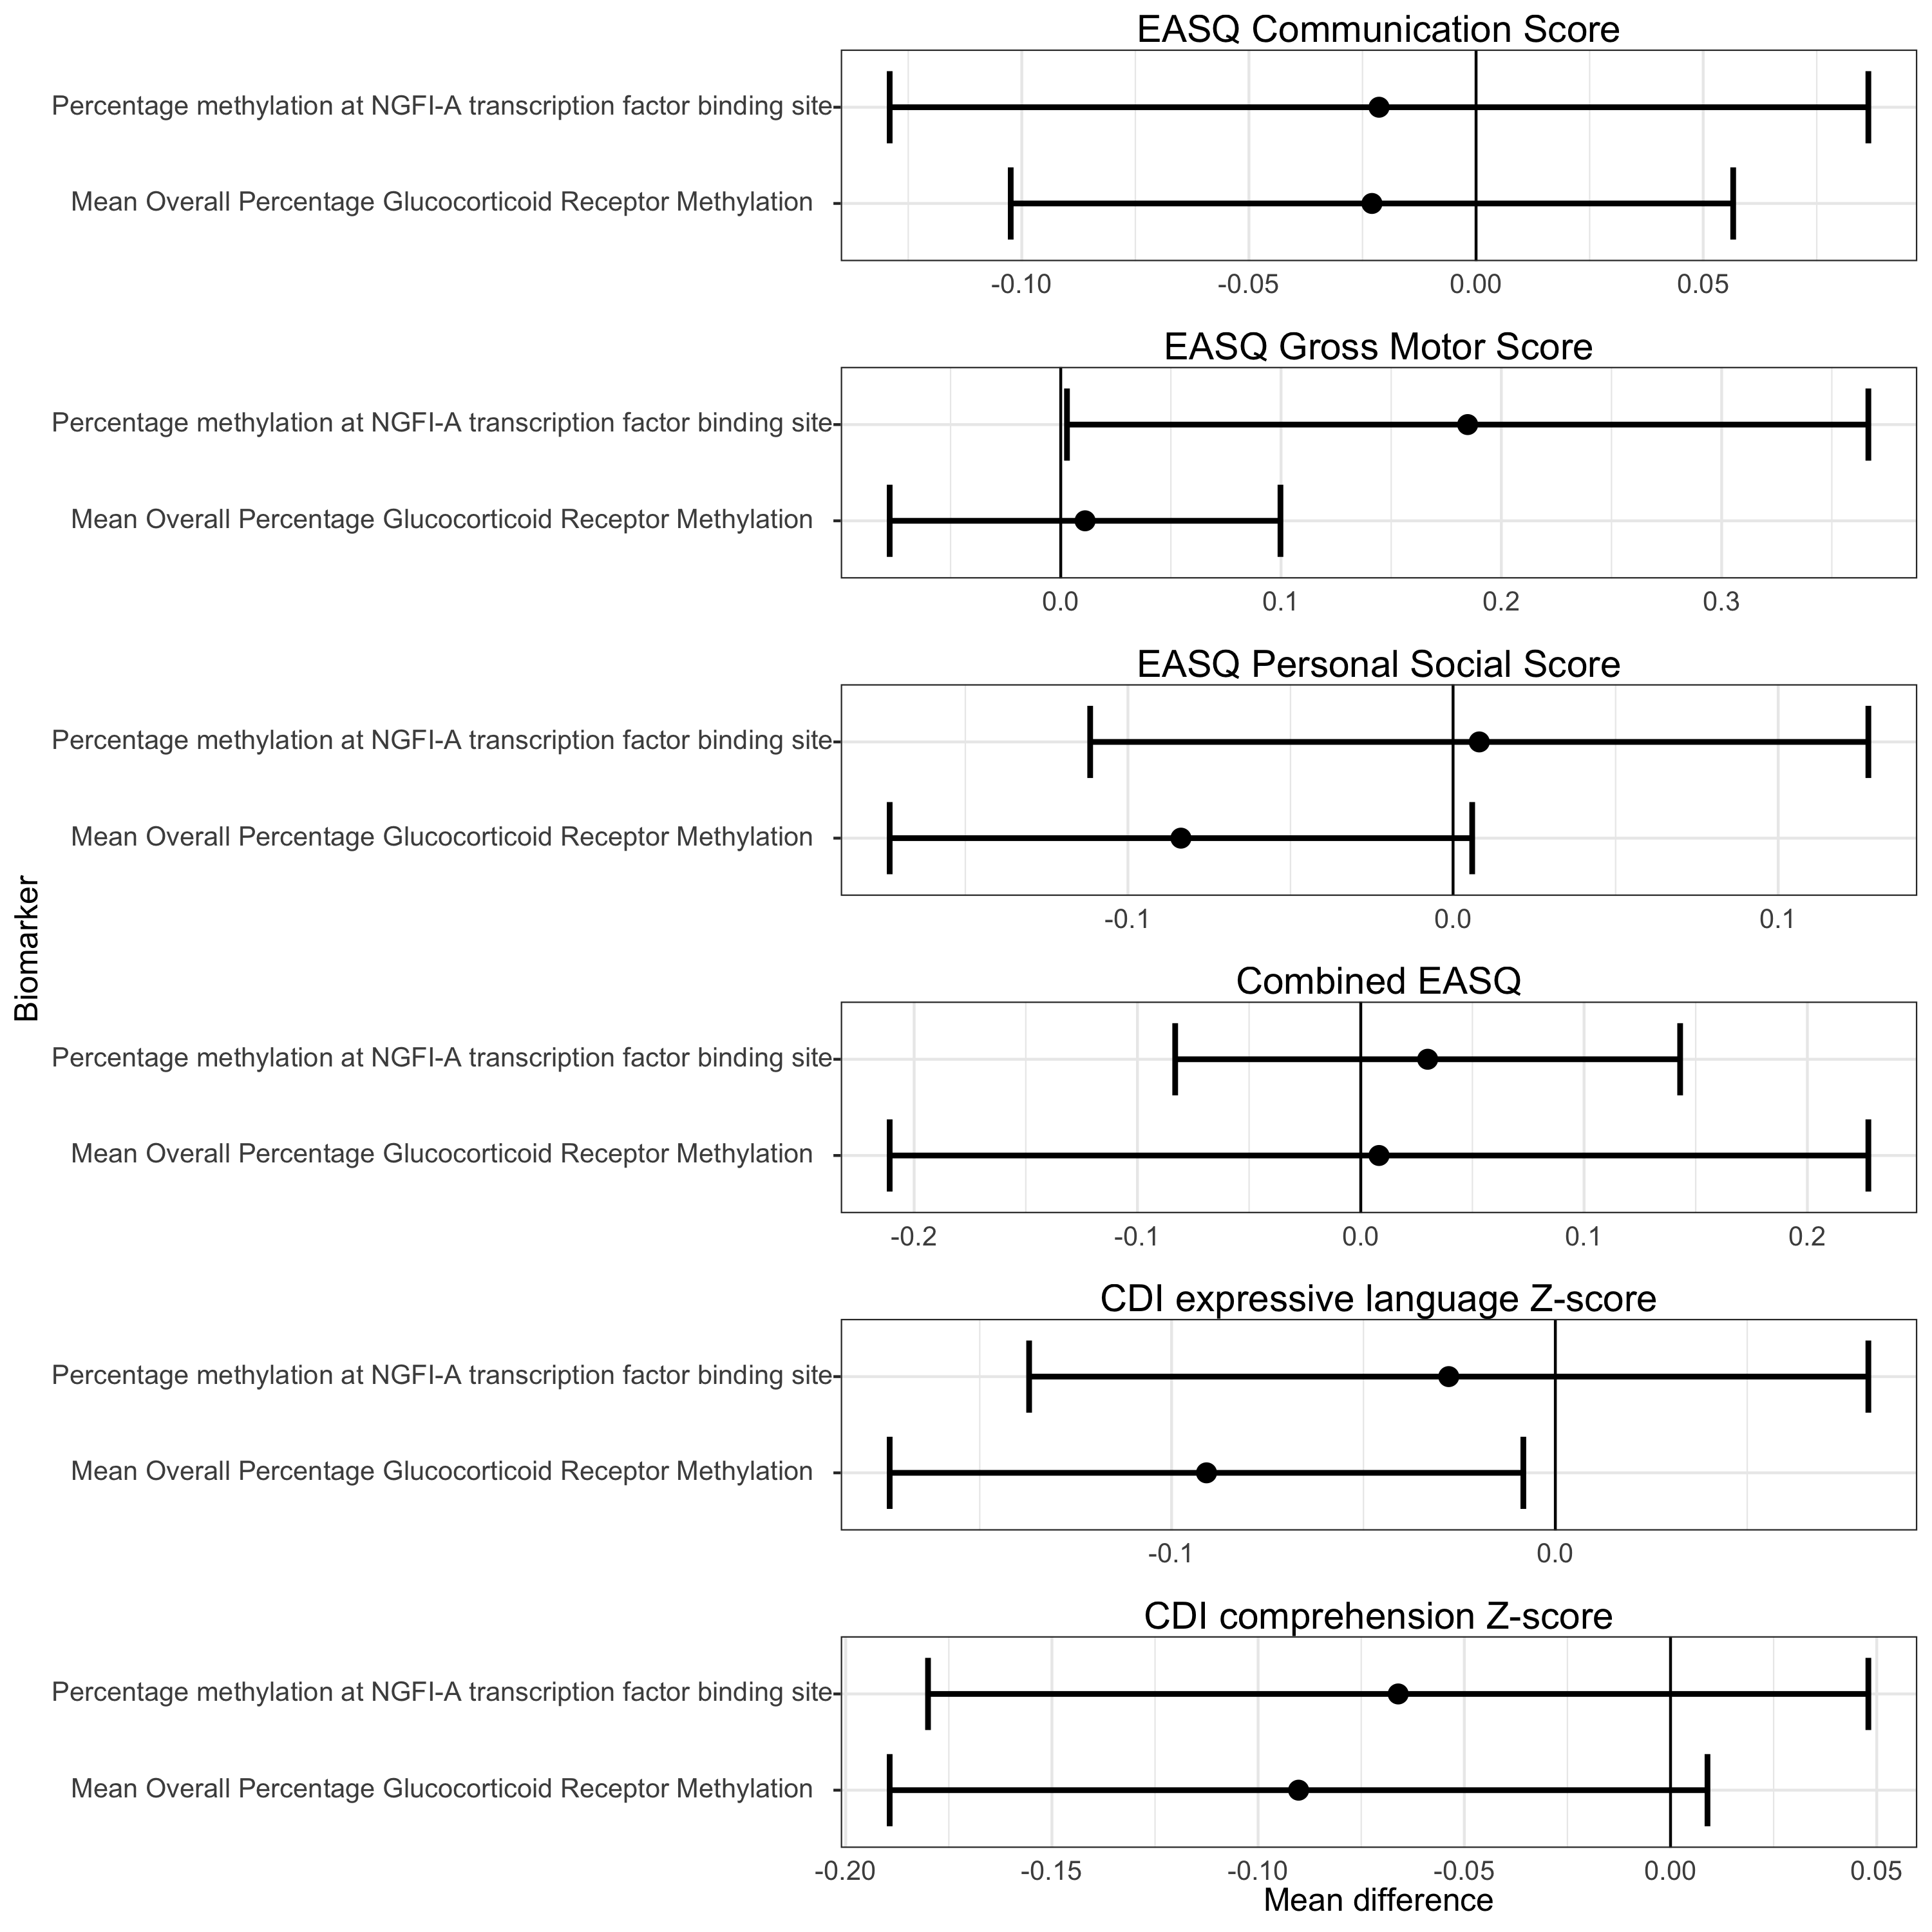 EASQ Communication Score
Percentage methylation at NGFI-A transcription factor binding site
Mean Overall Percentage Glucocorticoid Receptor Methylation
-0.10 -0.05 0.00 0.05
EASQ Gross Motor Score
Percentage methylation at NGFI-A transcription factor binding site
Mean Overall Percentage Glucocorticoid Receptor Methylation
0.0 0.1 0.2 0.3
EASQ Personal Social Score
Percentage methylation at NGFI-A transcription factor binding site
Mean Overall Percentage Glucocorticoid Receptor Methylation
-0.1 0.0 0.1
Biomarker
Combined EASQ
Percentage methylation at NGFI-A transcription factor binding site
Mean Overall Percentage Glucocorticoid Receptor Methylation
-0.2 -0.1 0.0 0.1 0.2
CDI expressive language Z-score
Percentage methylation at NGFI-A transcription factor binding site
Mean Overall Percentage Glucocorticoid Receptor Methylation
-0.1 0.0
CDI comprehension Z-score
Percentage methylation at NGFI-A transcription factor binding site
Mean Overall Percentage Glucocorticoid Receptor Methylation
-0.20 -0.15 -0.10 -0.05 0.00 0.05
Mean difference